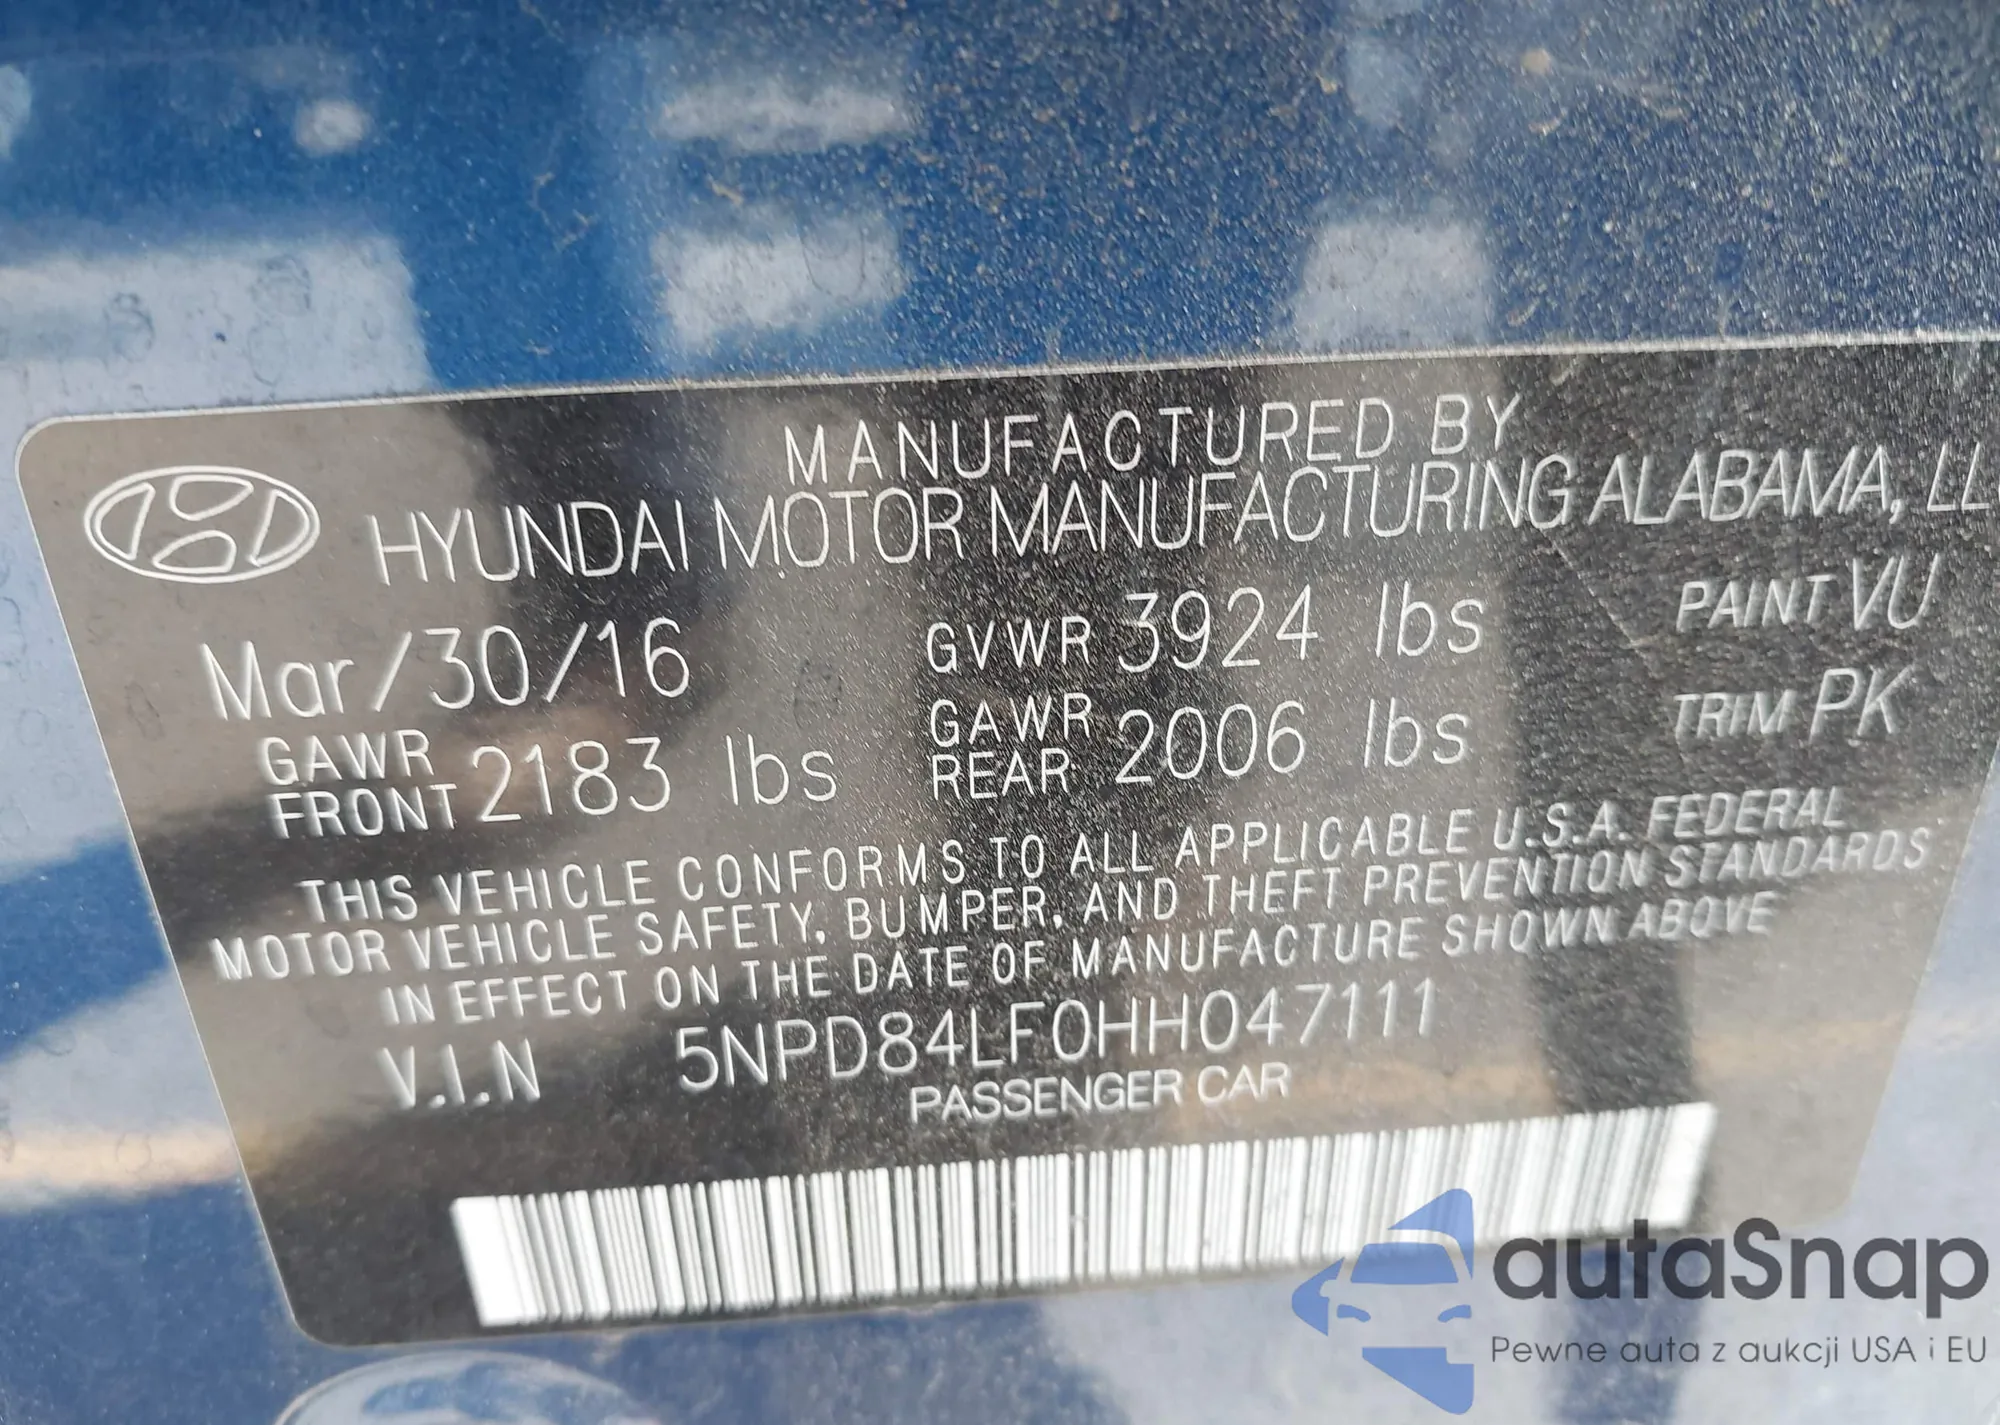 MANUFACTURED BY
HYUNDAI MOTOR MANUFACTURING ALABAMA, LL
Mar/30/16 GVWR 3924 lbs PAINT VU
GAWR FRONT 2183 lbs GAWR REAR 2006 lbs TRIM PK
THIS VEHICLE CONFORMS TO ALL APPLICABLE U.S.A. FEDERAL
MOTOR VEHICLE SAFETY, BUMPER, AND THEFT PREVENTION STANDARDS
IN EFFECT ON THE DATE OF MANUFACTURE SHOWN ABOVE
V.I.N 5NPD84LF0HH047111
PASSENGER CAR
autaSnap
Pewne auta z aukcji USA i EU